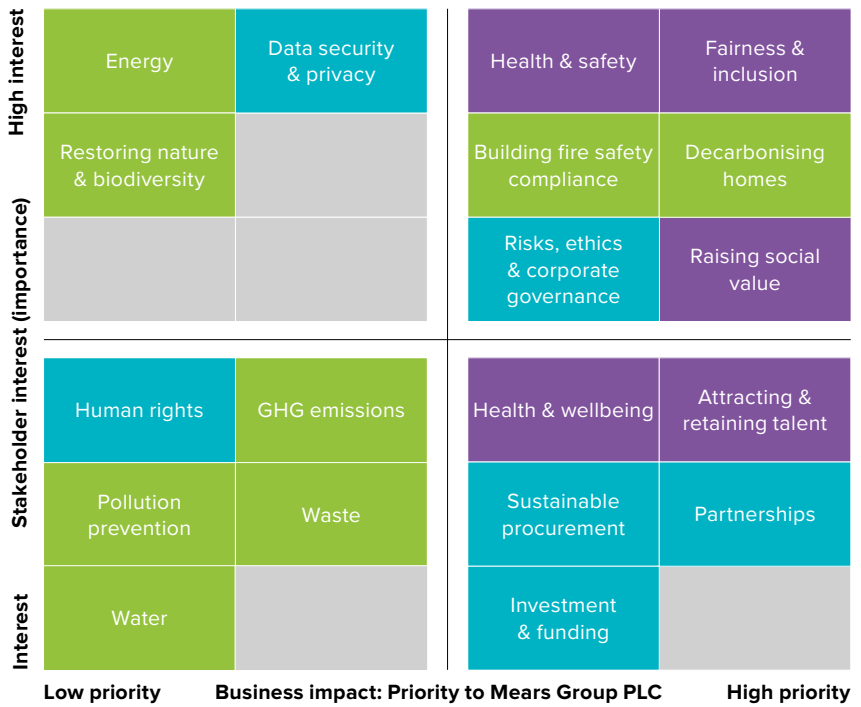 High interest
Stakeholder interest (importance)
Interest
Energy
Data security
& privacy
Restoring nature
& biodiversity
Health & safety
Fairness &
inclusion
Building fire safety
compliance
Decarbonising
homes
Risks, ethics
& corporate
governance
Raising social
value
Human rights
GHG emissions
Pollution
prevention
Waste
Water
Health & wellbeing
Attracting &
retaining talent
Sustainable
procurement
Partnerships
Investment
& funding
Low priority
Business impact: Priority to Mears Group PLC
High priority